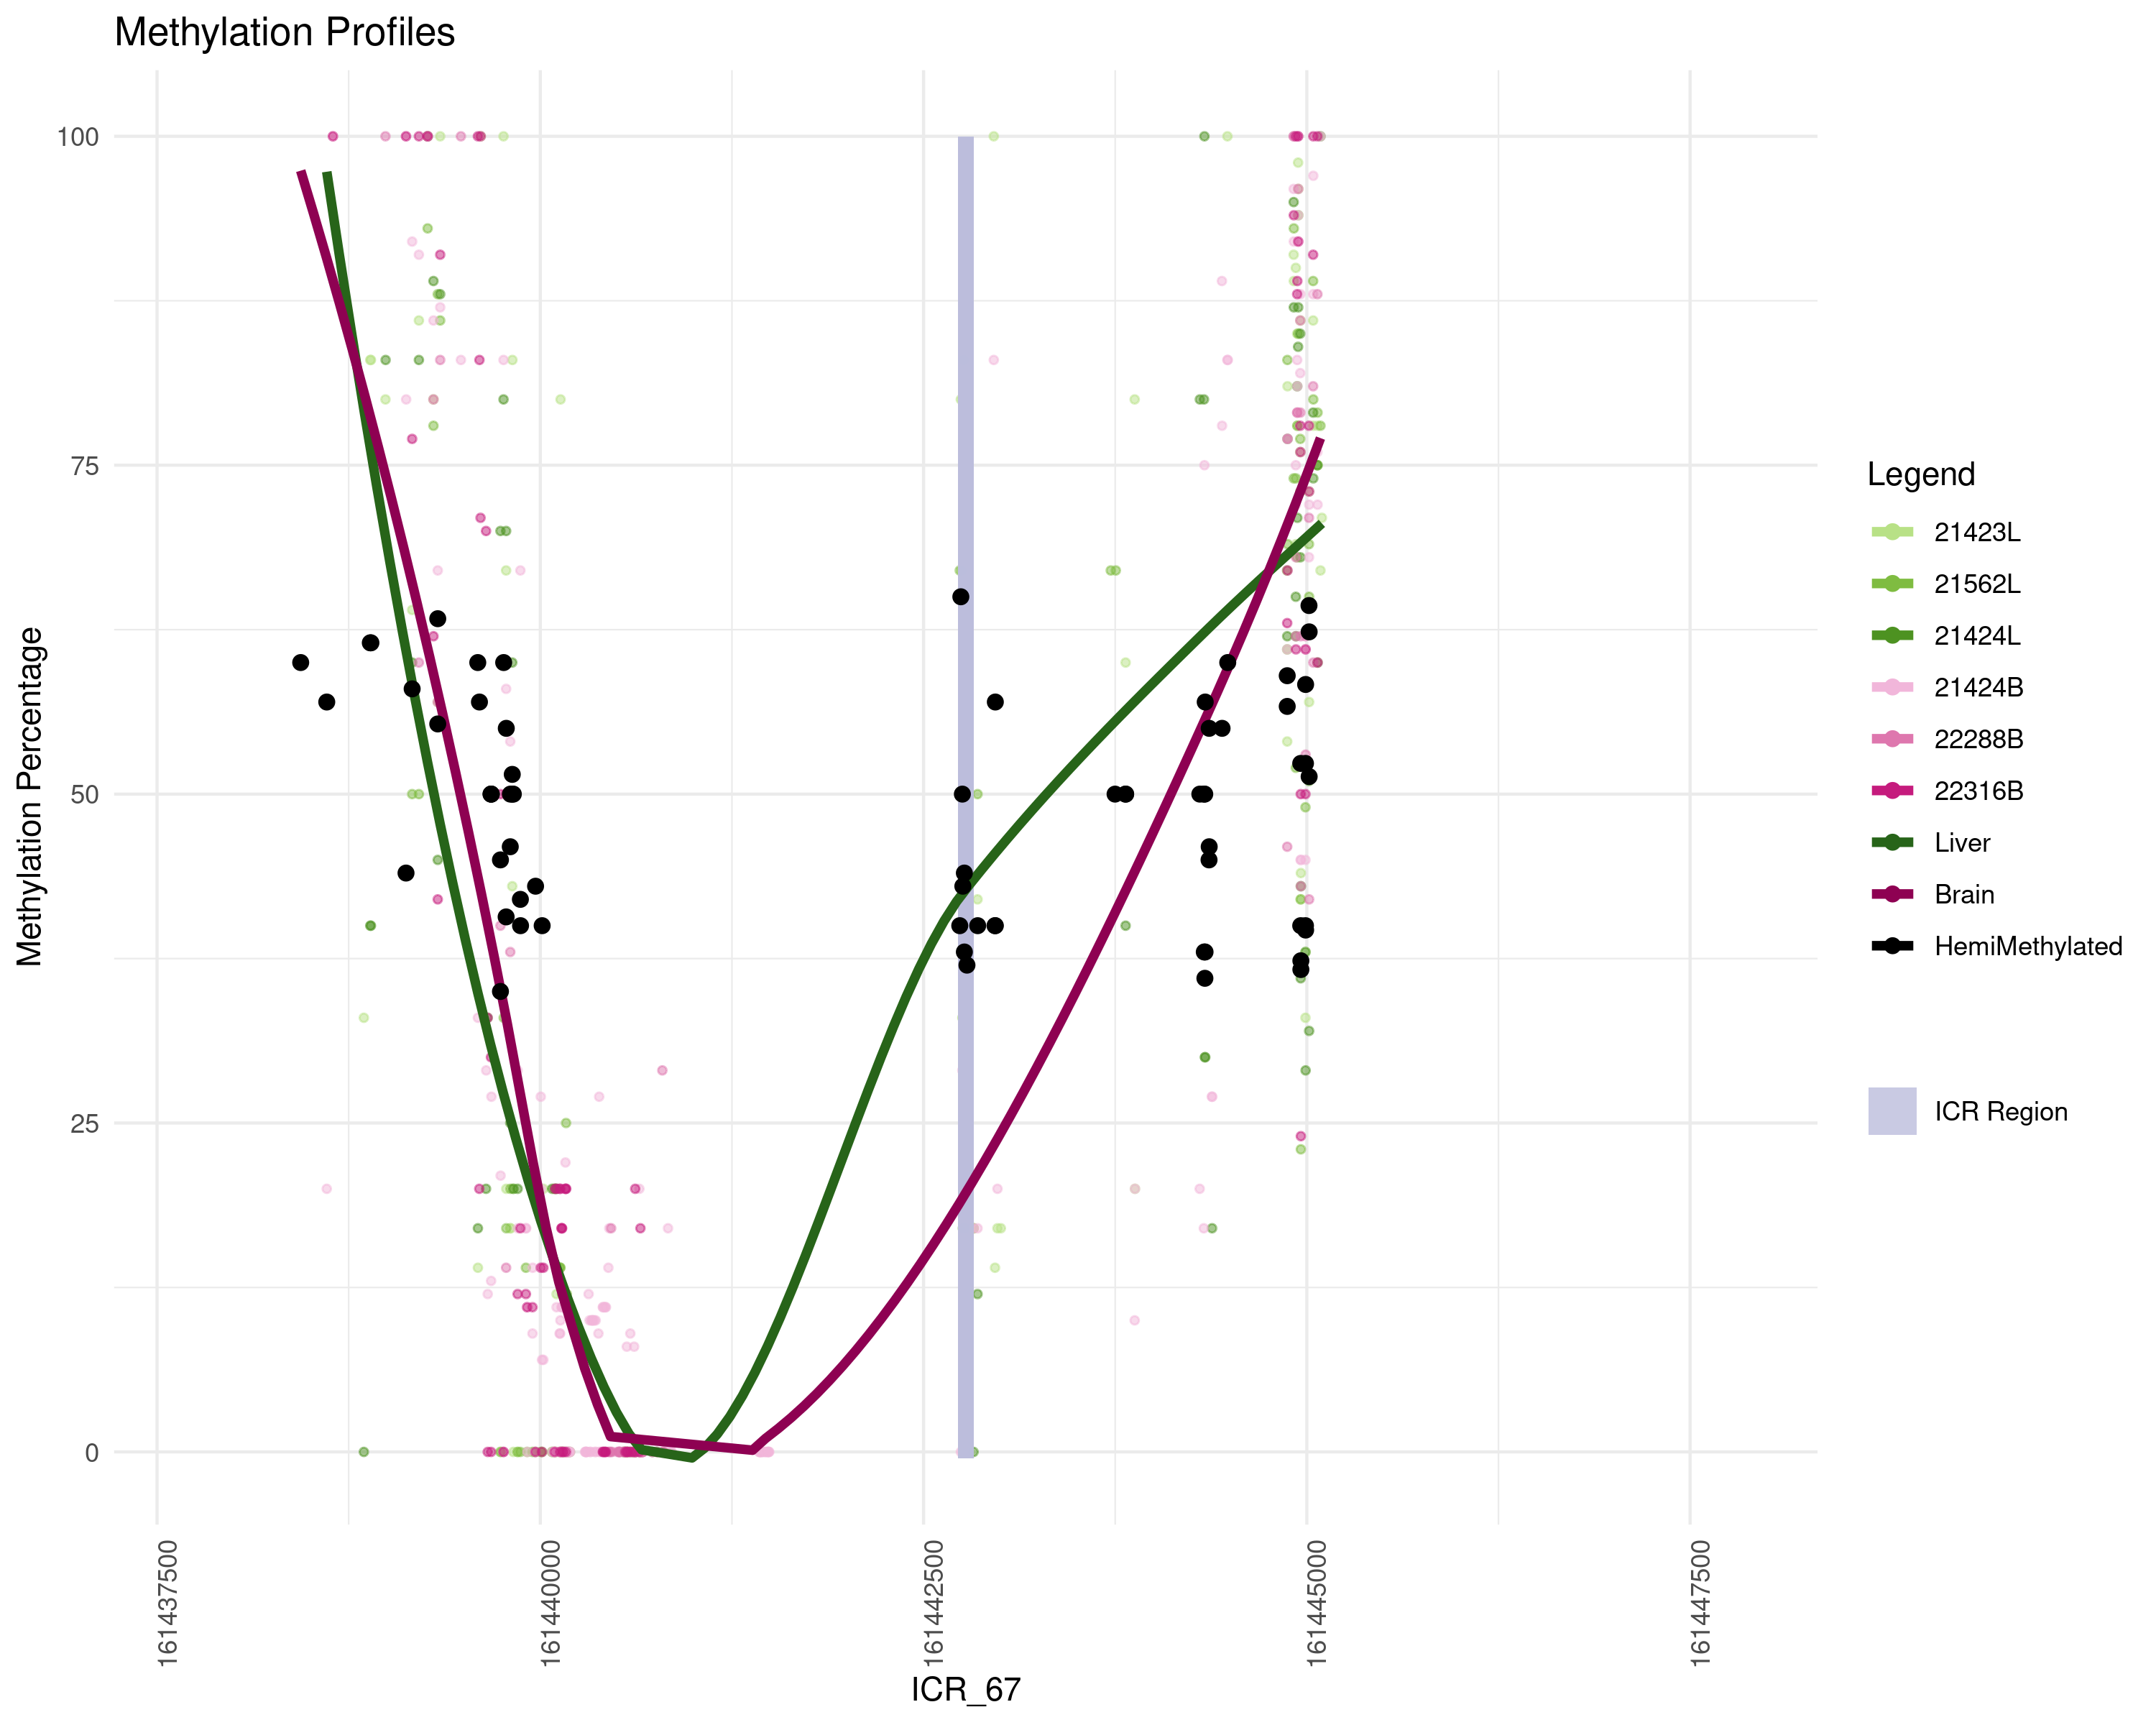 Methylation Profiles
Methylation Percentage
100
75
50
25
0
161437500
161440000
161442500
161445000
161447500
ICR_67
Legend
21423L
21562L
21424L
21424B
22288B
22316B
Liver
Brain
HemiMethylated
ICR Region